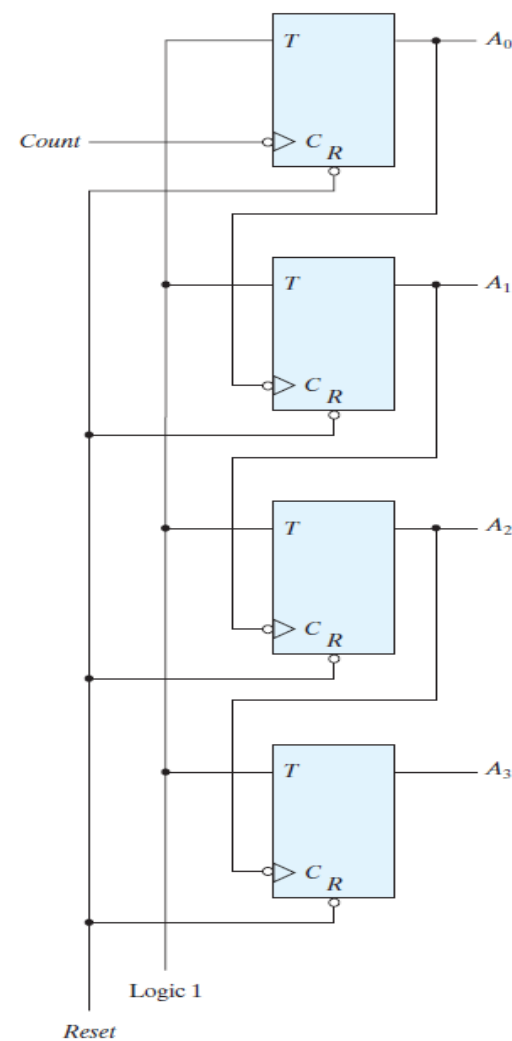 T A₀
Count C
R
T A₁
C
R
T A₂
C
R
T A₃
C
R
Logic 1
Reset